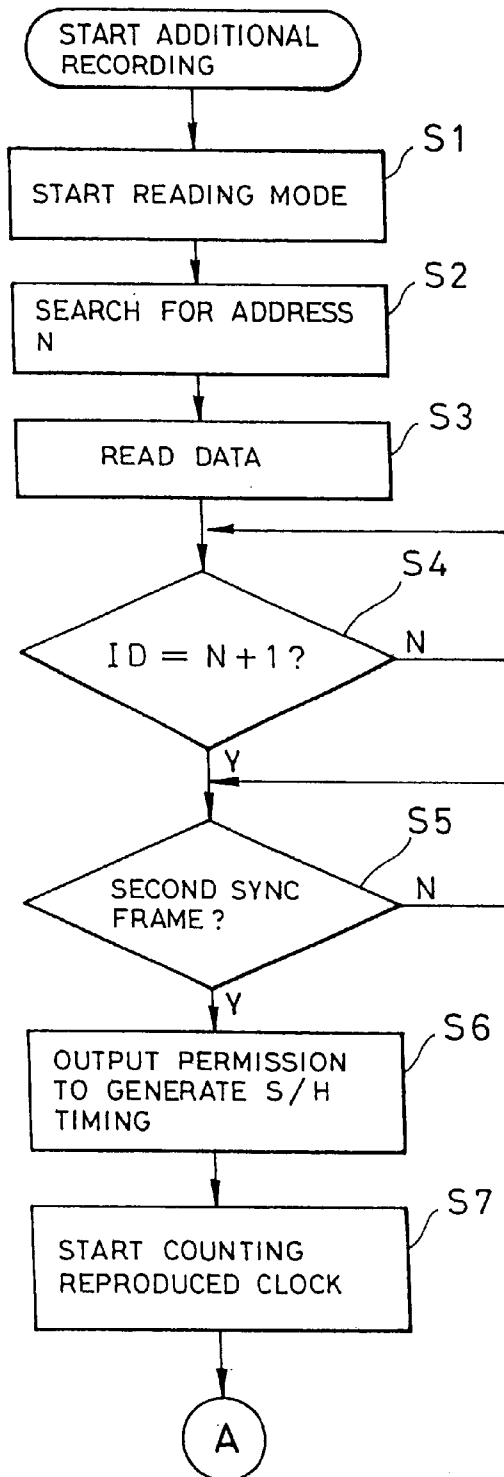 START ADDITIONAL
RECORDING
S1
START READING MODE
S2
SEARCH FOR ADDRESS
N
S3
READ DATA
S4
ID = N+1?
N
Y
S5
SECOND SYNC
FRAME?
N
Y
S6
OUTPUT PERMISSION
TO GENERATE S/H
TIMING
S7
START COUNTING
REPRODUCED CLOCK
A